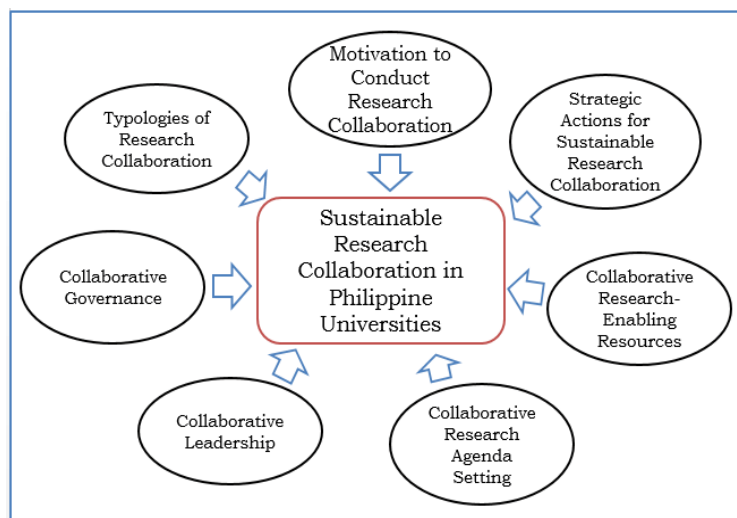 Motivation to
Conduct
Research
Collaboration
Typologies of
Research
Collaboration
Strategic
Actions for
Sustainable
Research
Collaboration
Sustainable
Research
Collaboration in
Philippine
Universities
Collaborative
Governance
Collaborative
Research-
Enabling
Resources
Collaborative
Leadership
Collaborative
Research
Agenda
Setting